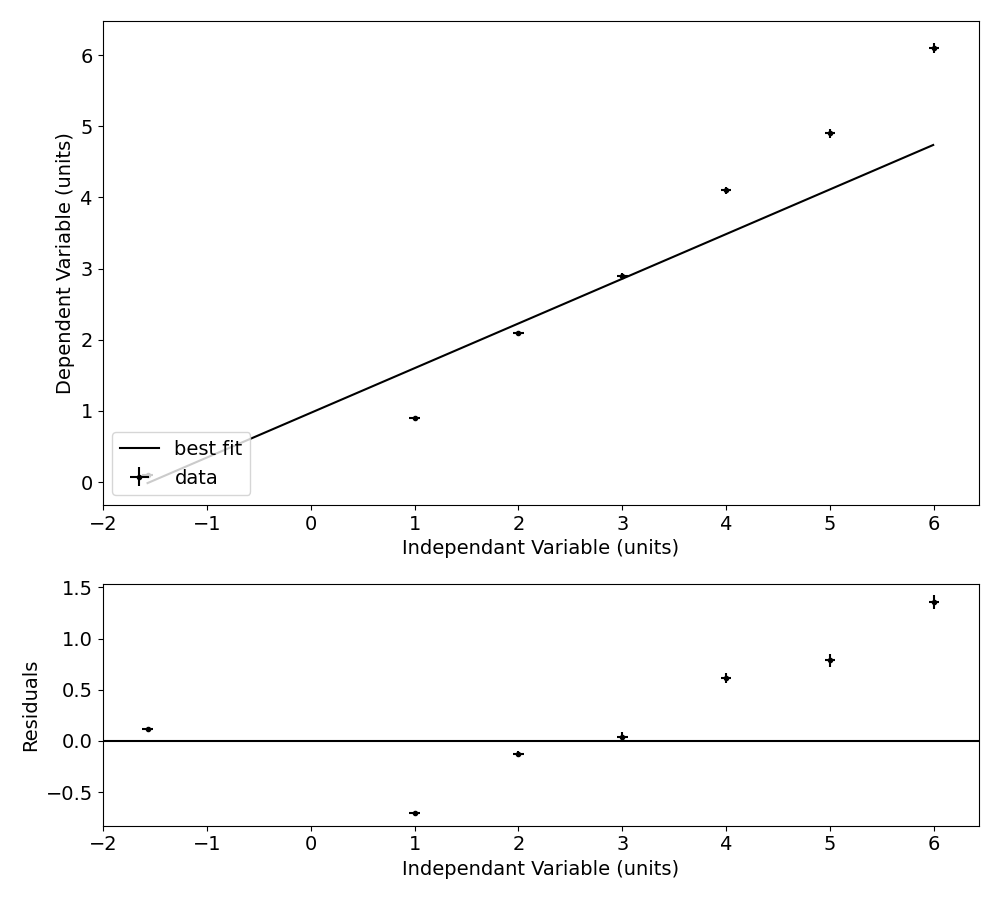 6
5
4
3
2
1
0
Dependent Variable (units)
best fit
data
−2 −1 0 1 2 3 4 5 6
Independant Variable (units)
1.5
1.0
0.5
0.0
−0.5
Residuals
−2 −1 0 1 2 3 4 5 6
Independant Variable (units)